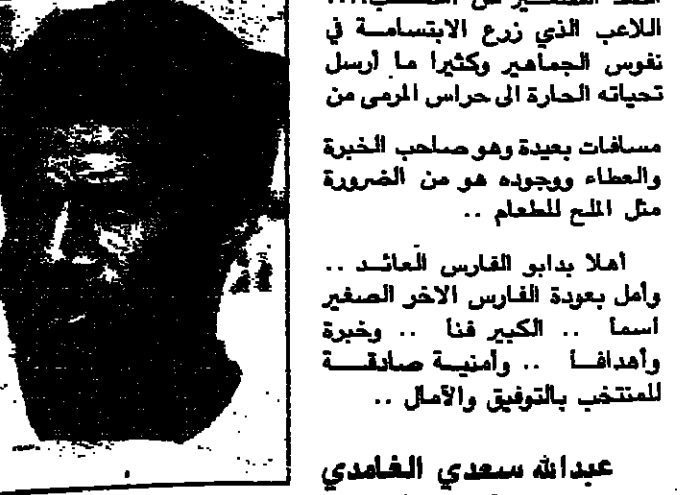 أحمد الصغير
اللاعب الذي زرع الابتسامة في
نفوس الجماهير وكثيرا ما أرسل
تحياته الحارة الى حراس المرمى من
مسافات بعيدة وهو صاحب الخبرة
والعطاء ووجوده هو من الضرورة
مثل الملح للطعام ..
أهلا بدابو الفارس العائد ..
وأمل بعودة الفارس الاخر الصغير
اسما .. الكبير فنا .. وخبرة
وأهدافا .. وأمنية صادقة
للمنتخب بالتوفيق والآمال ..
عبدالله سعدي الغامدي